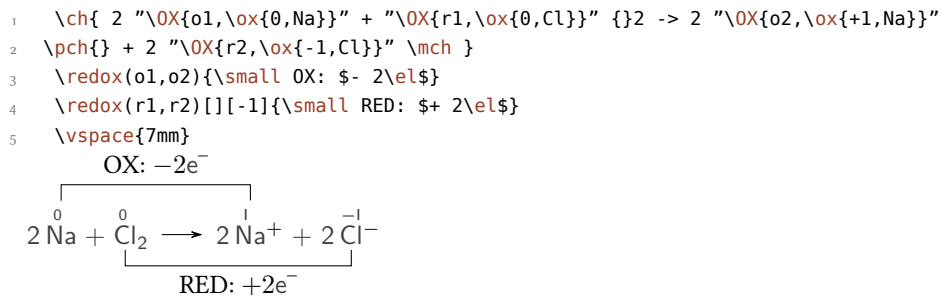 1 \ch{ 2 "\OX{o1,\ox{0,Na}}" + "\OX{r1,\ox{0,Cl}}" {}2 -> 2 "\OX{o2,\ox{+1,Na}}"
2 \pch{} + 2 "\OX{r2,\ox{-1,Cl}}" \mch }
3 \redox(o1,o2){\small OX: $- 2\el$}
4 \redox(r1,r2)[][-1]{\small RED: $+ 2\el$}
5 \vspace{7mm}
OX: −2e⁻
0 0 I −I
2 Na + Cl₂ ⟶ 2 Na⁺ + 2 Cl⁻
RED: +2e⁻